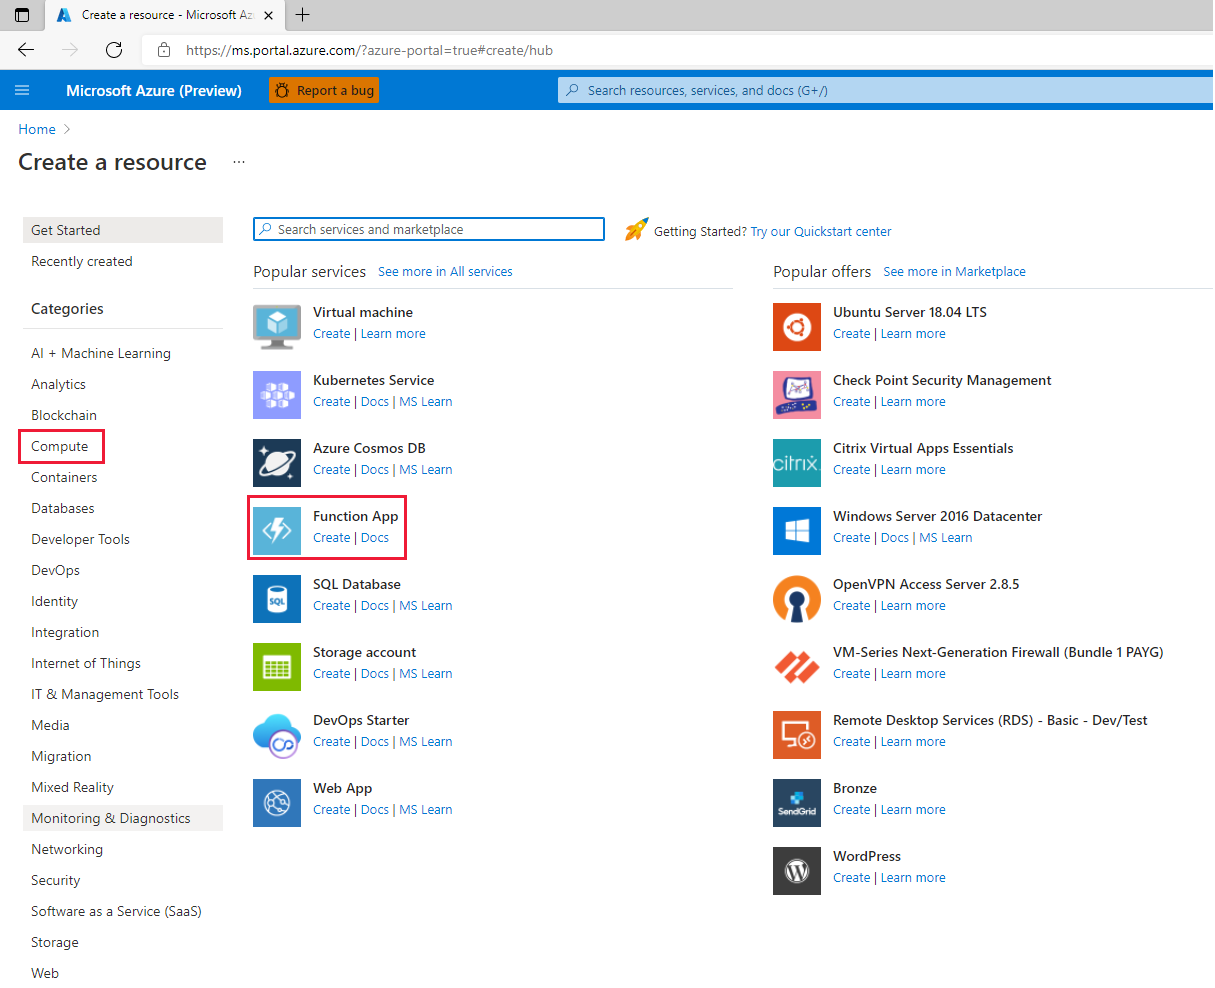 Create a resource - Microsoft Az
https://ms.portal.azure.com/?azure-portal=true#create/hub
Microsoft Azure (Preview)
Report a bug
Search resources, services, and docs (G+/)
Home
Create a resource
...
Get Started
Recently created
Categories
AI + Machine Learning
Analytics
Blockchain
Compute
Containers
Databases
Developer Tools
DevOps
Identity
Integration
Internet of Things
IT & Management Tools
Media
Migration
Mixed Reality
Monitoring & Diagnostics
Networking
Security
Software as a Service (SaaS)
Storage
Web
Search services and marketplace
Getting Started? Try our Quickstart center
Popular services See more in All services
Virtual machine
Create | Learn more
Kubernetes Service
Create | Docs | MS Learn
Azure Cosmos DB
Create | Docs | MS Learn
Function App
Create | Docs
SQL
SQL Database
Create | Docs | MS Learn
Storage account
Create | Docs | MS Learn
DevOps Starter
Create | Docs | MS Learn
Web App
Create | Docs | MS Learn
Popular offers See more in Marketplace
Ubuntu Server 18.04 LTS
Create | Learn more
Check Point Security Management
Create | Learn more
citrix
Citrix Virtual Apps Essentials
Create | Learn more
Windows Server 2016 Datacenter
Create | Docs | MS Learn
OpenVPN Access Server 2.8.5
Create | Learn more
VM-Series Next-Generation Firewall (Bundle 1 PAYG)
Create | Learn more
Remote Desktop Services (RDS) - Basic - Dev/Test
Create | Learn more
SendGrid
Bronze
Create | Learn more
WordPress
Create | Learn more